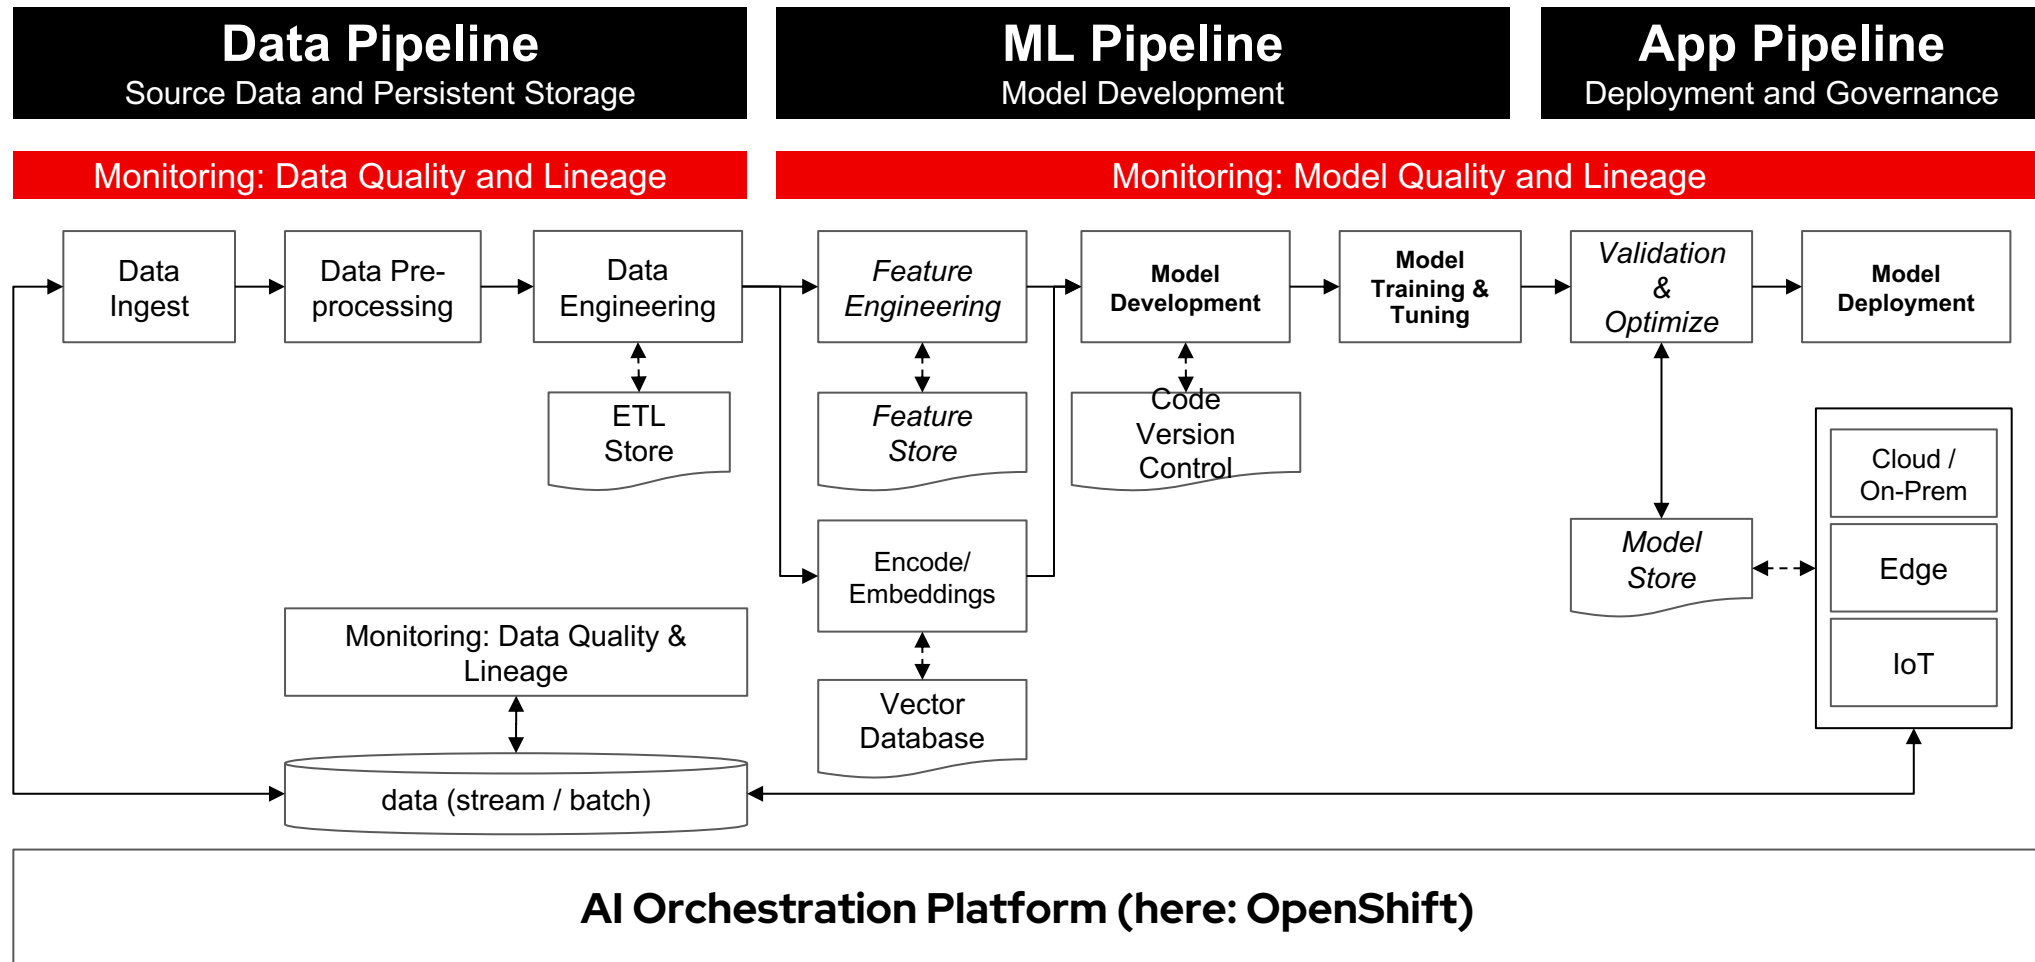 Data Pipeline
Source Data and Persistent Storage
ML Pipeline
Model Development
App Pipeline
Deployment and Governance
Monitoring: Data Quality and Lineage
Monitoring: Model Quality and Lineage
Data
Ingest
Data Pre-
processing
Data
Engineering
Feature
Engineering
Model
Development
Model
Training &
Tuning
Validation
&
Optimize
Model
Deployment
ETL
Store
Feature
Store
Code
Version
Control
Cloud /
On-Prem
Encode/
Embeddings
Model
Store
Edge
Monitoring: Data Quality &
Lineage
IoT
Vector
Database
data (stream / batch)
AI Orchestration Platform (here: OpenShift)